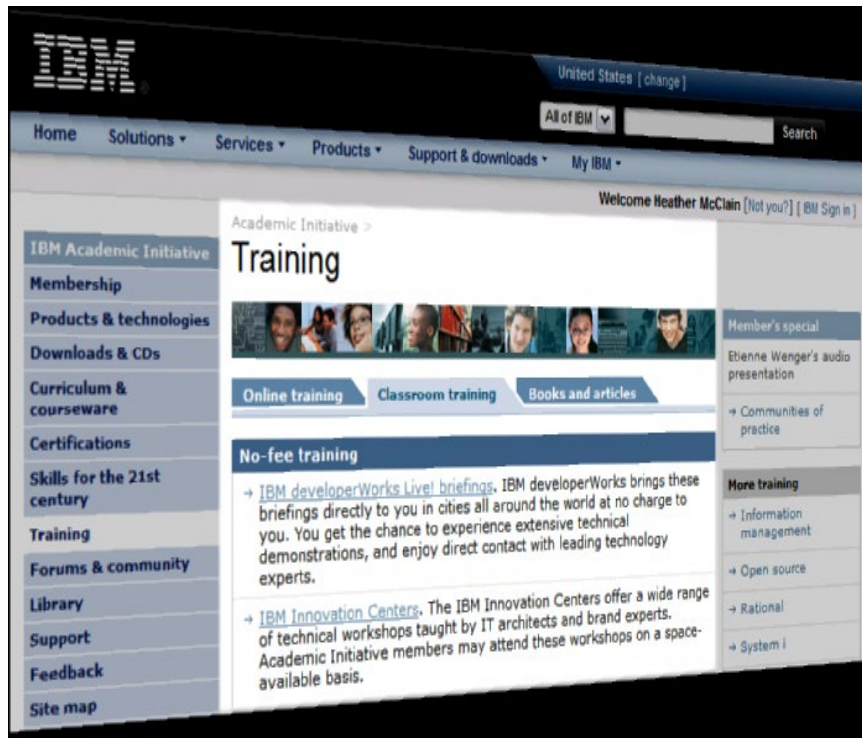 IBM®
United States [ change ]
All of IBM
Search
Home Solutions Services Products Support & downloads My IBM
Welcome Heather McClain [Not you?] [ IBM Sign in ]
IBM Academic Initiative
Membership
Products & technologies
Downloads & CDs
Curriculum &
courseware
Certifications
Skills for the 21st
century
Training
Forums & community
Library
Support
Feedback
Site map
Academic Initiative >
Training
Online training Classroom training Books and articles
No-fee training
→ IBM developerWorks Live! briefings. IBM developerWorks brings these
briefings directly to you in cities all around the world at no charge to
you. You get the chance to experience extensive technical
demonstrations, and enjoy direct contact with leading technology
experts.
→ IBM Innovation Centers. The IBM Innovation Centers offer a wide range
of technical workshops taught by IT architects and brand experts.
Academic Initiative members may attend these workshops on a space-
available basis.
Member's special
Etienne Wenger's audio
presentation
→ Communities of
practice
More training
→ Information
management
→ Open source
→ Rational
→ System i